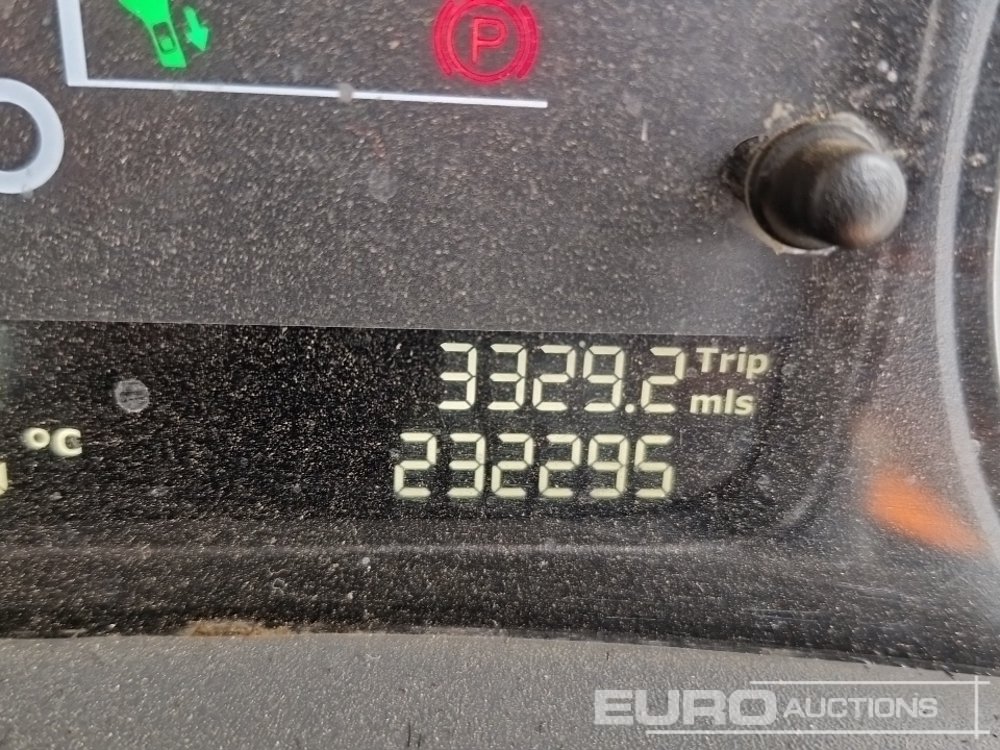 P
°C
3329.2 Trip
mls
232295
EURO AUCTIONS